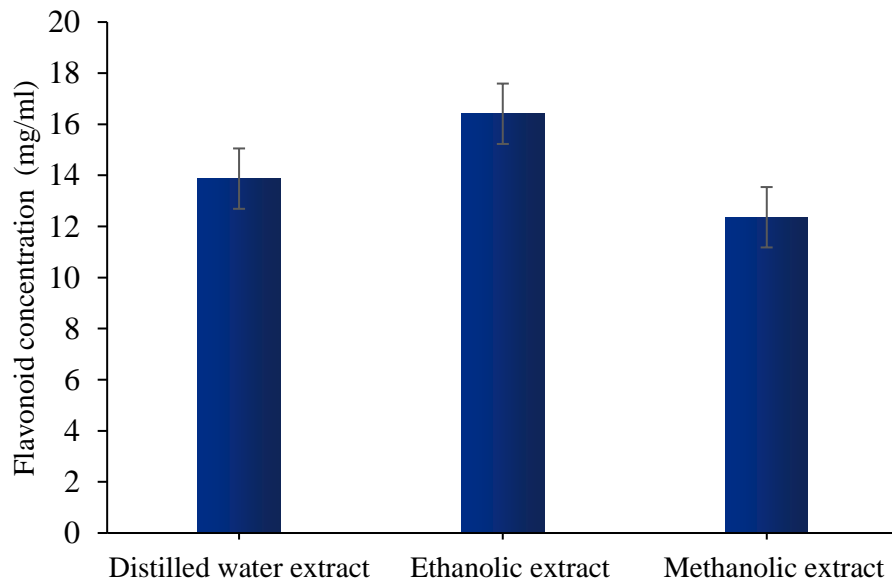 Flavonoid concentration (mg/ml)
20
18
16
14
12
10
8
6
4
2
0
Distilled water extract
Ethanolic extract
Methanolic extract